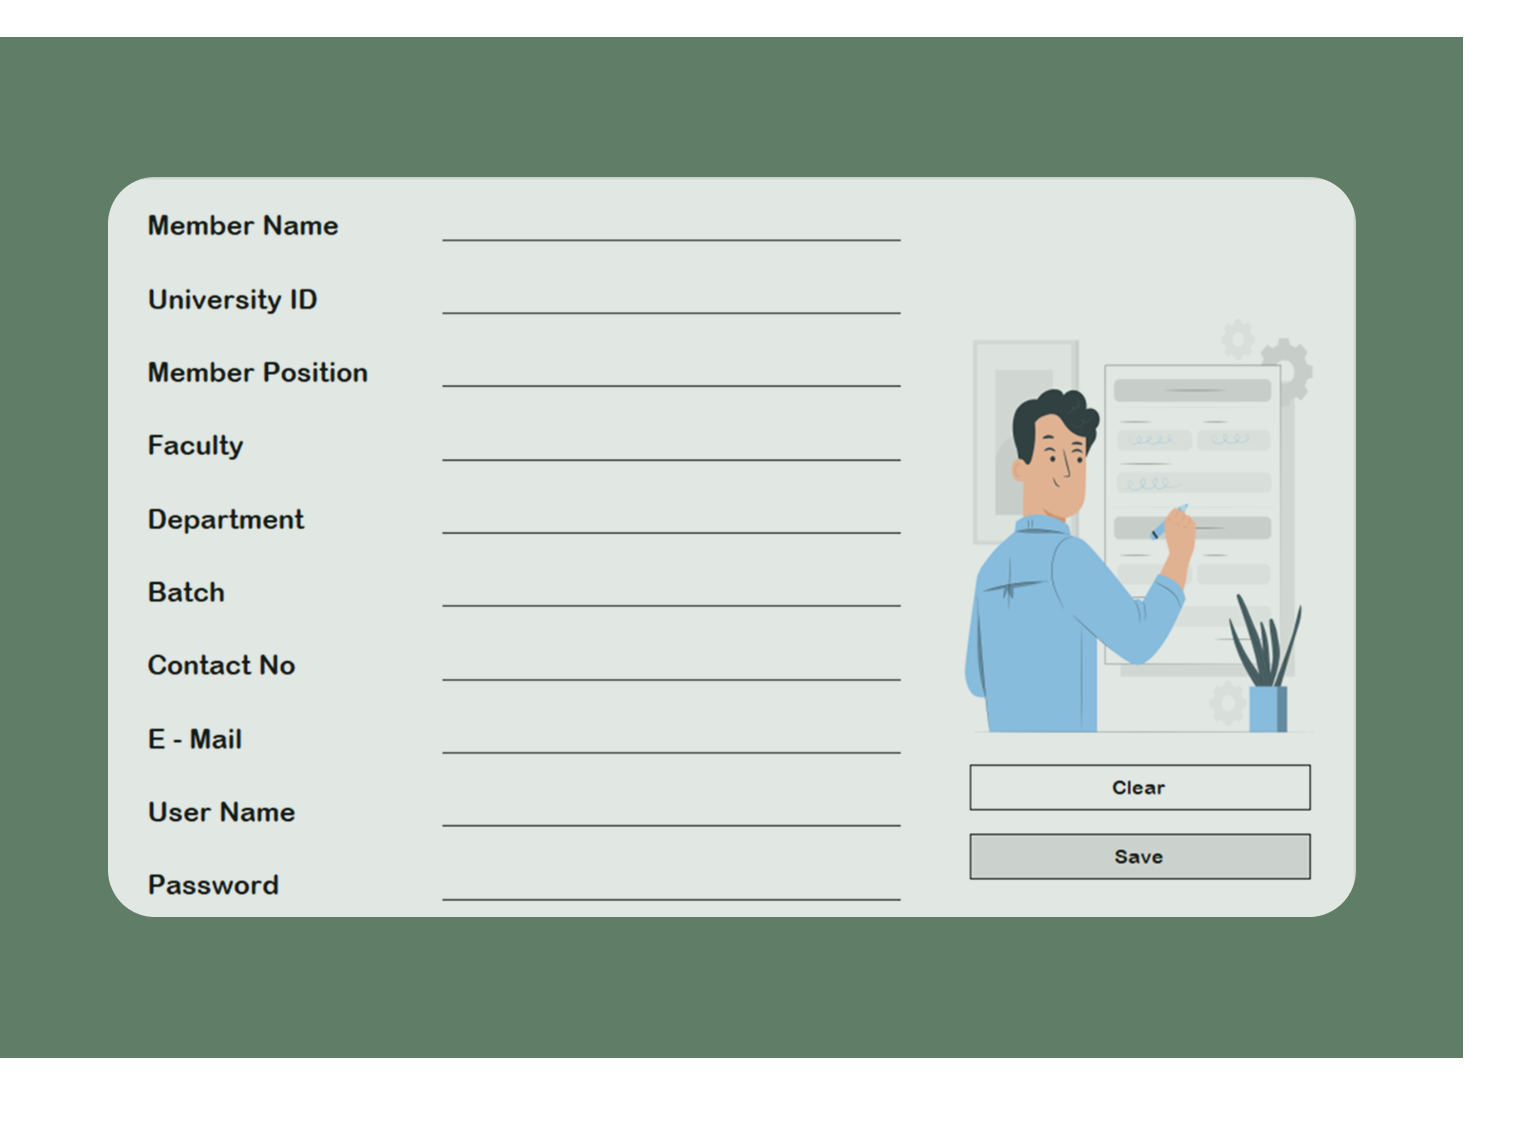 Member Name
University ID
Member Position
Faculty
Department
Batch
Contact No
E - Mail
User Name
Password
Clear
Save